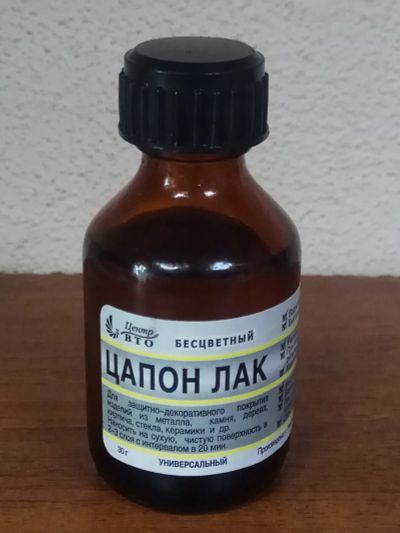 Центр
ВТО
БЕСЦВЕТНЫЙ
ЦАПОН ЛАК
Для защитно-декоративного покрытия
изделий из металла, камня, дерева,
кирпича, стекла, керамики и др.
Наносить на сухую, чистую поверхность в
2-3 слоя с интервалом в 20 мин.
30 г
УНИВЕРСАЛЬНЫЙ